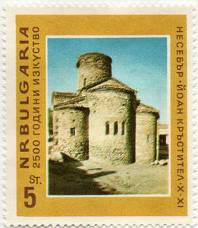 NR BULGARIA
2500 ГОДИНИ ИЗКУСТВО
5 ST.
НЕСЕБЪР·ЙОАН КРЪСТИТЕЛ·X-XI